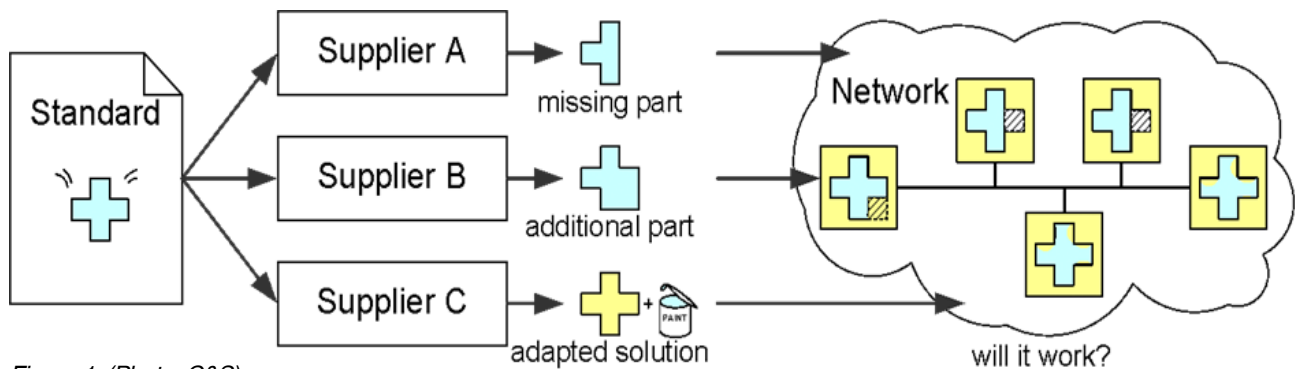 Standard
Supplier A
missing part
Supplier B
additional part
Supplier C
+
PAINT
adapted solution
Network
will it work?